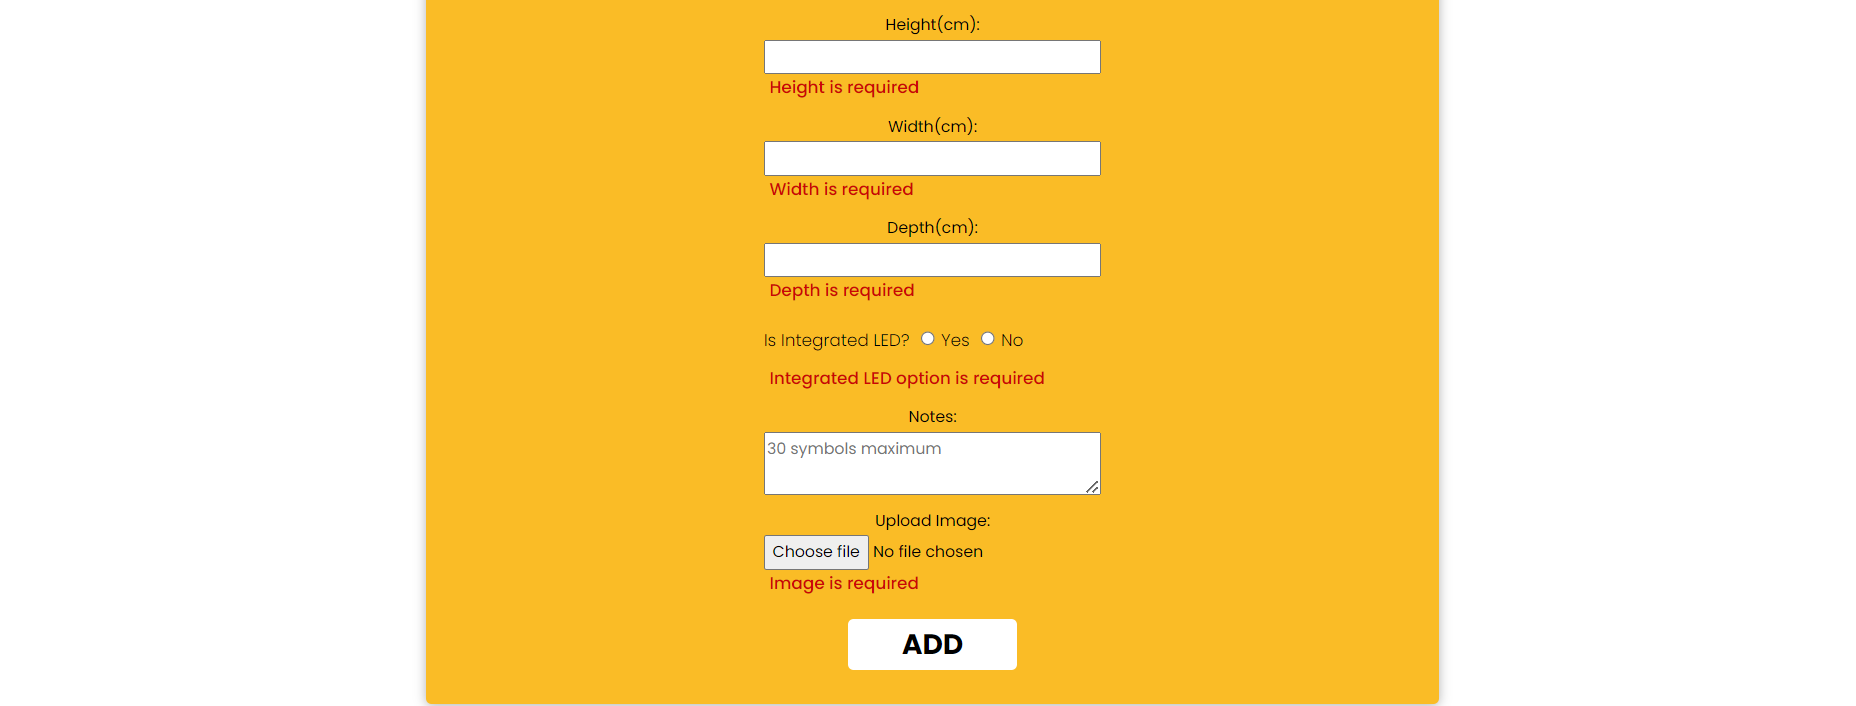 Height(cm):
Height is required
Width(cm):
Width is required
Depth(cm):
Depth is required
Is Integrated LED? Yes No
Integrated LED option is required
Notes:
30 symbols maximum
Upload Image:
Choose file No file chosen
Image is required
ADD